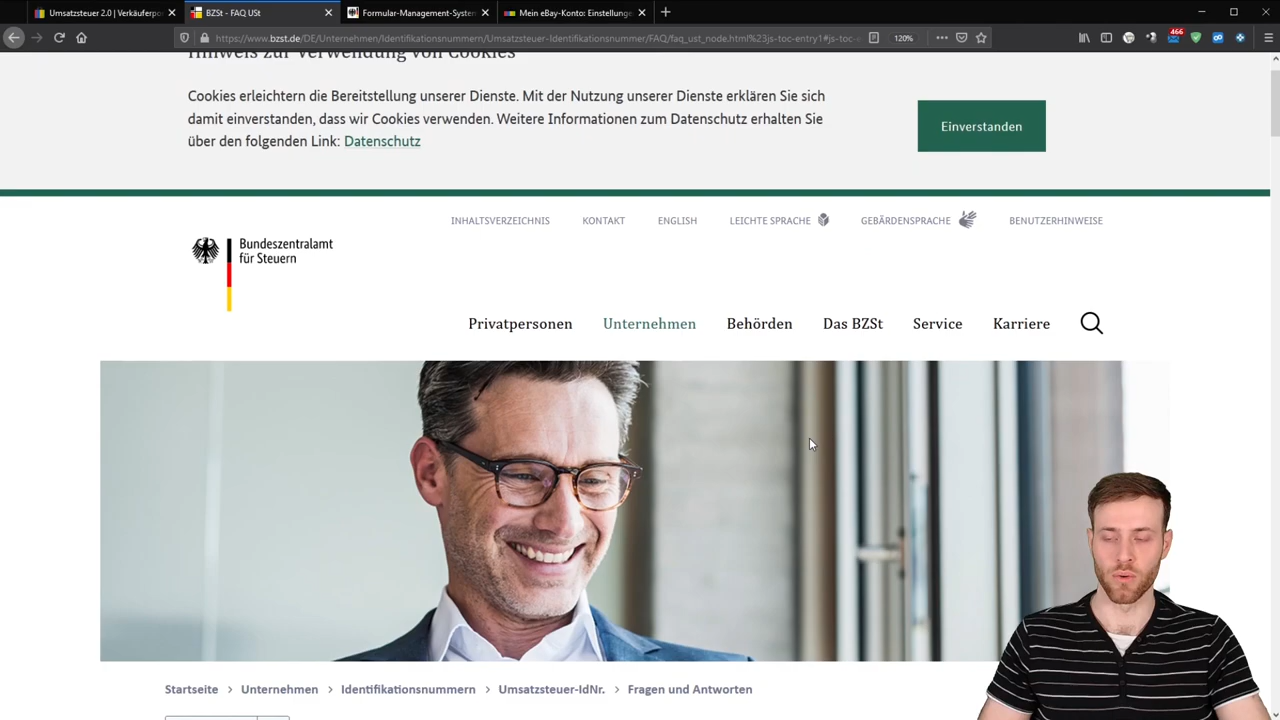 Umsatzsteuer 2.0 | Verkäuferpo
BZSt - FAQ USt
Formular-Management-System
Mein eBay-Konto: Einstellunge
https://www.bzst.de/DE/Unternehmen/Identifikationsnummern/Umsatzsteuer-Identifikationsnummer/FAQ/faq_ust_node.html%23js-toc-entry1#js-toc-
120%
466
Hinweis zur Verwendung von Cookies
Cookies erleichtern die Bereitstellung unserer Dienste. Mit der Nutzung unserer Dienste erklären Sie sich
damit einverstanden, dass wir Cookies verwenden. Weitere Informationen zum Datenschutz erhalten Sie
über den folgenden Link: Datenschutz
Einverstanden
INHALTSVERZEICHNIS KONTAKT ENGLISH LEICHTE SPRACHE GEBÄRDENSPRACHE BENUTZERHINWEISE
Bundeszentralamt
für Steuern
Privatpersonen Unternehmen Behörden Das BZSt Service Karriere
Startseite > Unternehmen > Identifikationsnummern > Umsatzsteuer-IdNr. > Fragen und Antworten